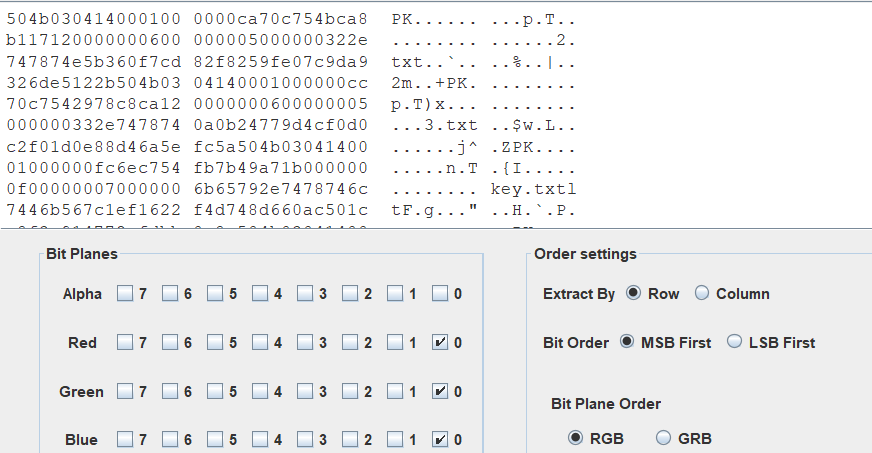 504b030414000100 0000ca70c754bca8 PK...... ...p.T..
b117120000000600 000005000000322e ........ ......2.
747874e5b360f7cd 82f8259fe07c9da9 txt..`.. ..%..|..
326de5122b504b03 04140001000000cc 2m..+PK. ........
70c7542978c8ca12 0000000600000005 p.T)x... ........
000000332e747874 0a0b24779d4cf0d0 ...3.txt ..$w.L..
c2f01d0e88d46a5e fc5a504b03041400 ......j^ .ZPK....
01000000fc6ec754 fb7b49a71b000000 .....n.T .{I.....
0f00000007000000 6b65792e7478746c ........ key.txtl
7446b567c1ef1622 f4d748d660ac501c tF.g..." ..H.`.P.
Bit Planes
Alpha 7 6 5 4 3 2 1 0
Red 7 6 5 4 3 2 1 0
Green 7 6 5 4 3 2 1 0
Blue 7 6 5 4 3 2 1 0
Order settings
Extract By Row Column
Bit Order MSB First LSB First
Bit Plane Order
RGB GRB